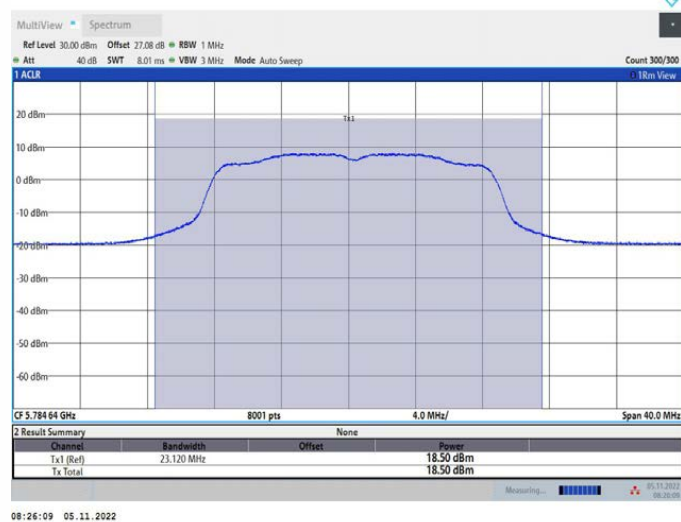 MultiView Spectrum
Ref Level 30.00 dBm Offset 27.08 dB RBW 1 MHz
Att 40 dB SWT 8.01 ms VBW 3 MHz Mode Auto Sweep Count 300/300
1 ACLR 1Rm View
Tx1
20 dBm
10 dBm
0 dBm
-10 dBm
-20 dBm
-30 dBm
-40 dBm
-50 dBm
-60 dBm
CF 5.784 64 GHz 8001 pts 4.0 MHz/ Span 40.0 MHz
2 Result Summary None
Channel Bandwidth Offset Power
Tx1 (Ref) 23.120 MHz 18.50 dBm
Tx Total 18.50 dBm
Measuring... 05.11.2022
08:26:09
08:26:09 05.11.2022